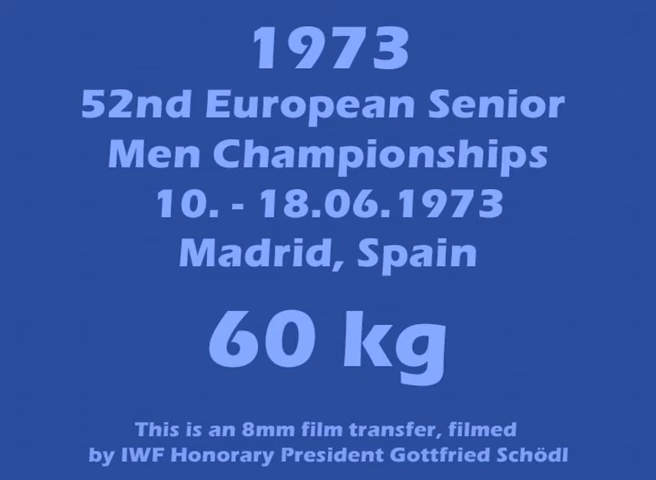 1973
52nd European Senior
Men Championships
10. - 18.06.1973
Madrid, Spain
60 kg
This is an 8mm film transfer, filmed
by IWF Honorary President Gottfried Schödl